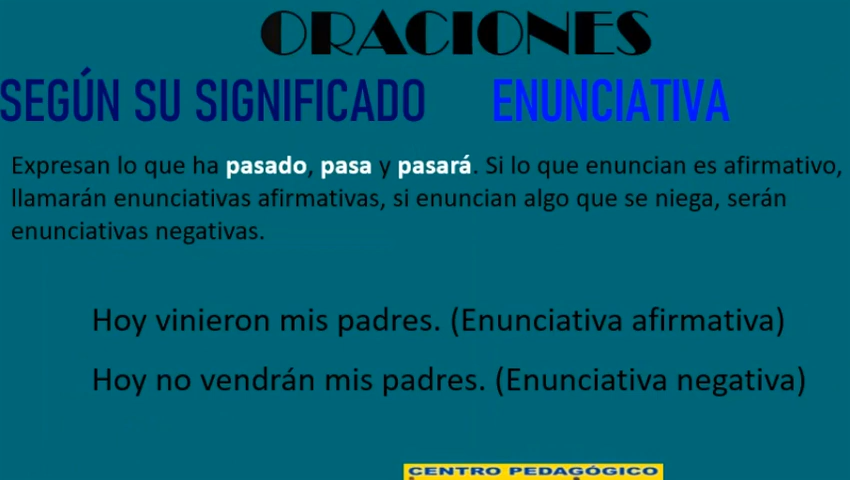 ORACIONES
SEGÚN SU SIGNIFICADO ENUNCIATIVA
Expresan lo que ha pasado, pasa y pasará. Si lo que enuncian es afirmativo,
llamarán enunciativas afirmativas, si enuncian algo que se niega, serán
enunciativas negativas.
Hoy vinieron mis padres. (Enunciativa afirmativa)
Hoy no vendrán mis padres. (Enunciativa negativa)
CENTRO PEDAGÓGICO